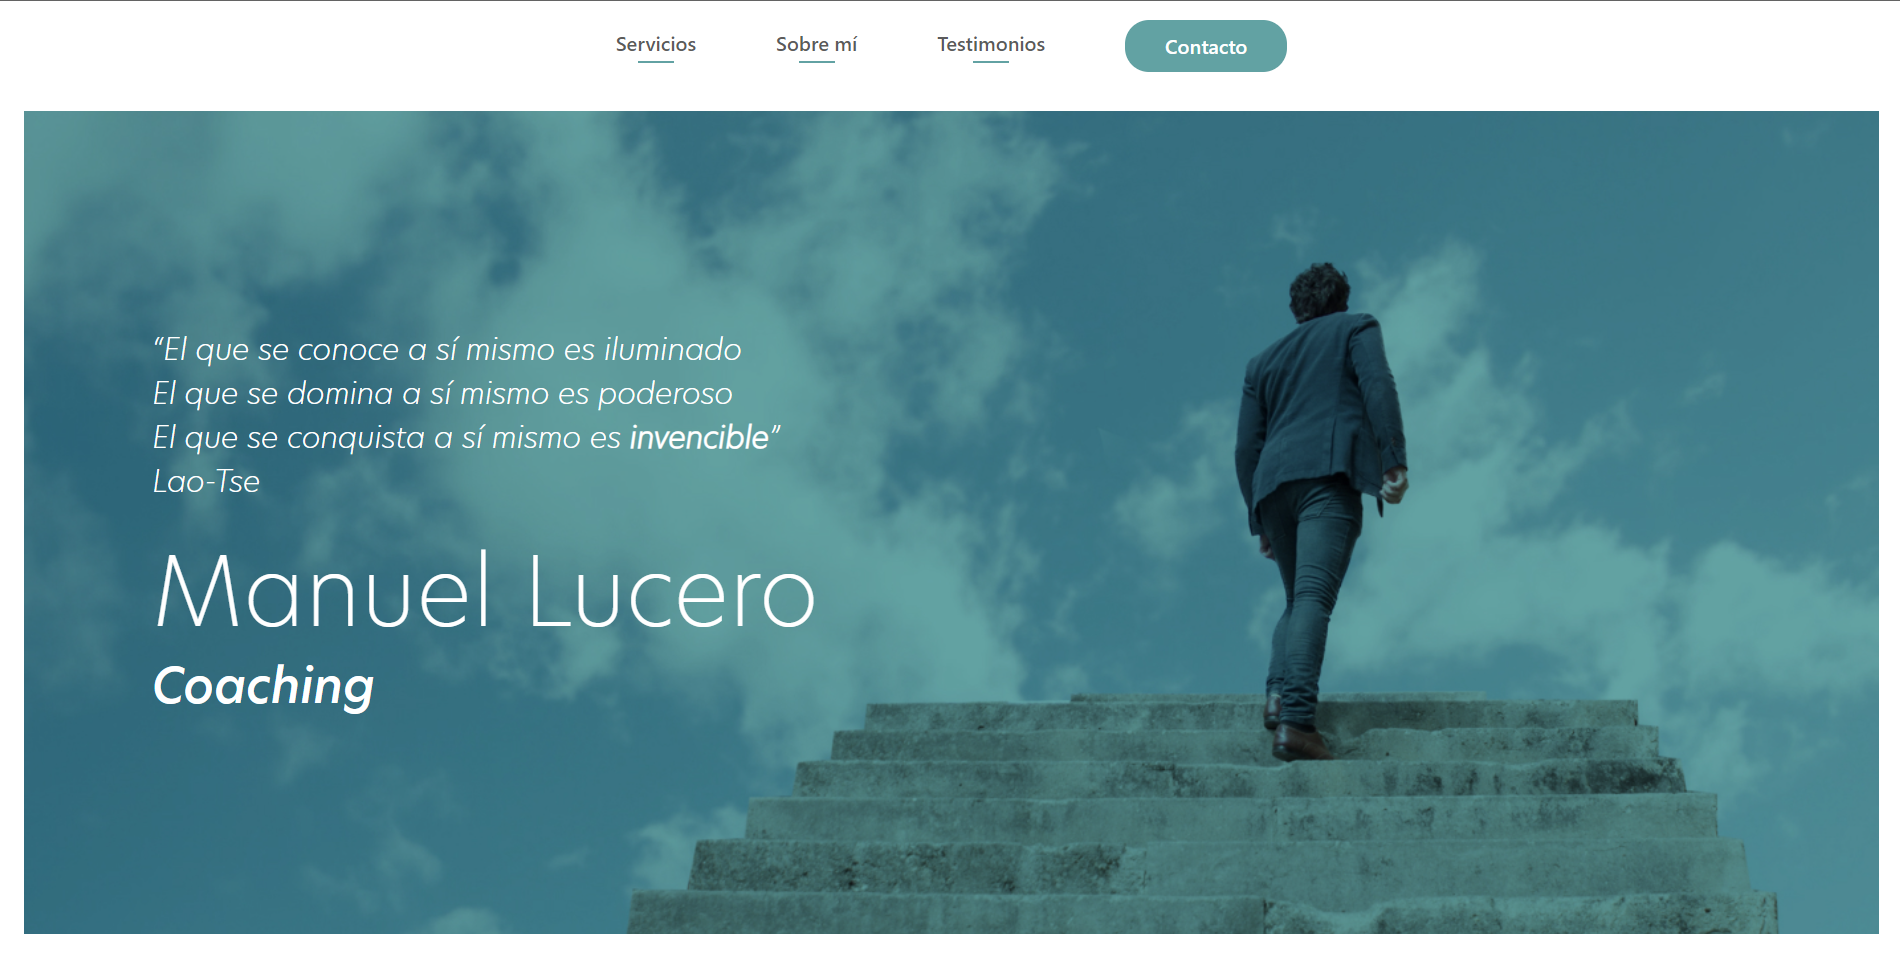 Servicios
Sobre mí
Testimonios
Contacto
“El que se conoce a sí mismo es iluminado
El que se domina a sí mismo es poderoso
El que se conquista a sí mismo es invencible”
Lao-Tse
Manuel Lucero
Coaching